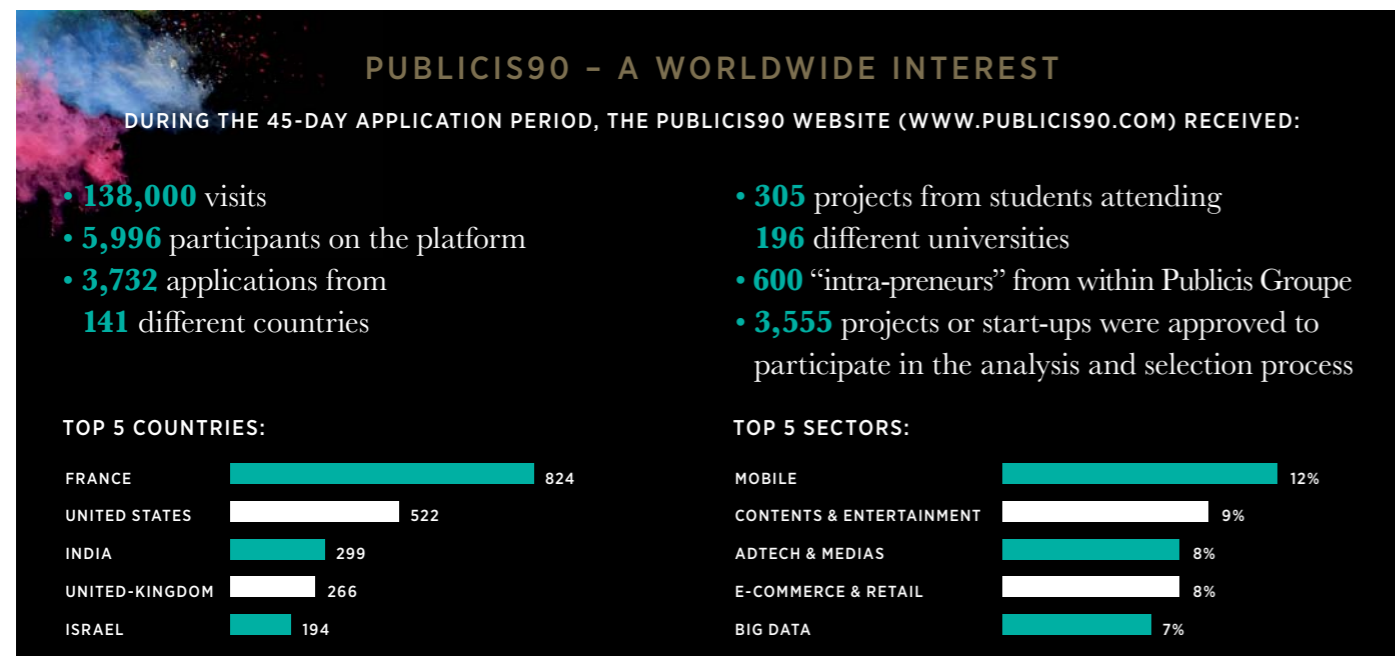 PUBLICIS90 – A WORLDWIDE INTEREST
DURING THE 45-DAY APPLICATION PERIOD, THE PUBLICIS90 WEBSITE (WWW.PUBLICIS90.COM) RECEIVED:
• 138,000 visits
• 5,996 participants on the platform
• 3,732 applications from
141 different countries
• 305 projects from students attending
196 different universities
• 600 “intra-preneurs” from within Publicis Groupe
• 3,555 projects or start-ups were approved to
participate in the analysis and selection process
TOP 5 COUNTRIES:
FRANCE 824
UNITED STATES 522
INDIA 299
UNITED-KINGDOM 266
ISRAEL 194
TOP 5 SECTORS:
MOBILE 12%
CONTENTS & ENTERTAINMENT 9%
ADTECH & MEDIAS 8%
E-COMMERCE & RETAIL 8%
BIG DATA 7%